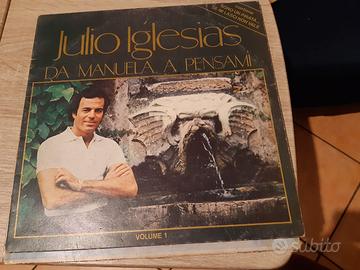 Julio Iglesias
DA MANUELA A PENSAMI
VOLUME 1
subito